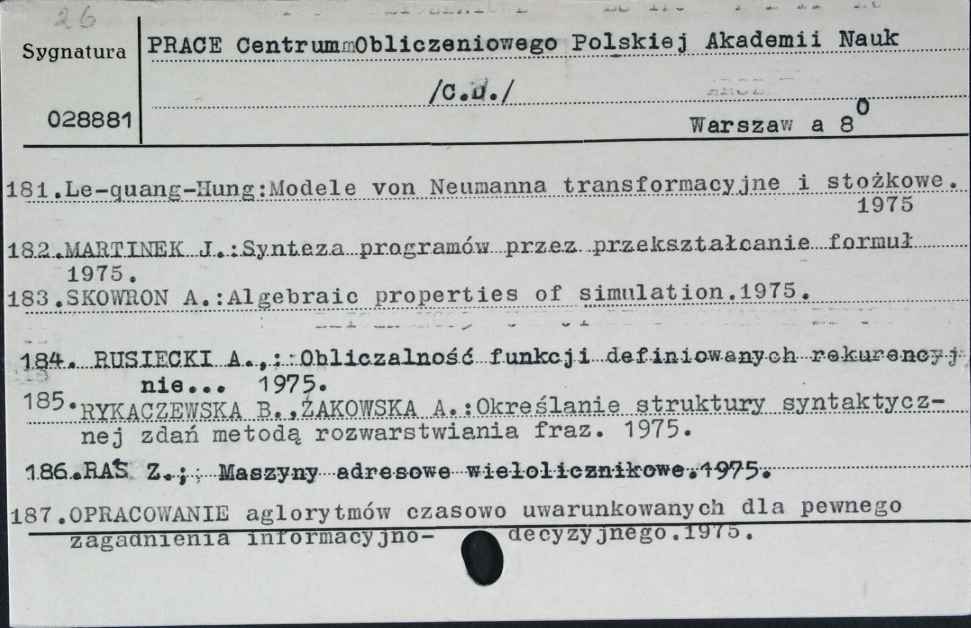 26
Sygnatura PRACE CentrummObliczeniowego Polskiej Akademii Nauk
/C.D./
028881 Warszaw a 8⁰
181.Le-quang-Hung:Modele von Neumanna transformacyjne i stożkowe.
1975
182.MARTINEK J.:Synteza programów przez przekształcanie formuł
1975.
183.SKOWRON A.:Algebraic properties of simulation.1975.
184. RUSIECKI A.,: Obliczalność funkcji definiowanych rekurencyj
nie... 1975.
185.RYKACZEWSKA B.,ŻAKOWSKA A.:Określanie struktury syntaktycz-
nej zdań metodą rozwarstwiania fraz. 1975.
186.RAŚ Z.; Maszyny adresowe wielolicznikowe.1975.
187.OPRACOWANIE aglorytmów czasowo uwarunkowanych dla pewnego
zagadnienia informacyjno- decyzyjnego.1975.